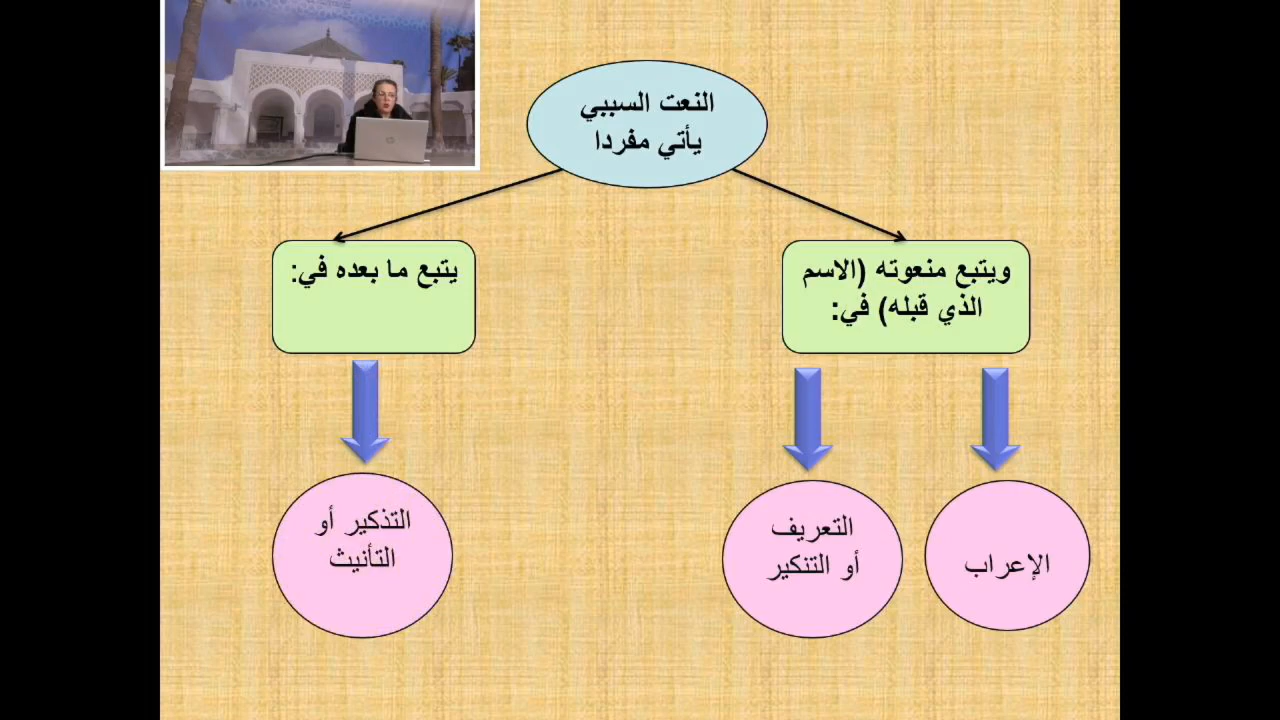 النعت السببي
يأتي مفردا
ويتبع منعوته (الاسم
الذي قبله) في:
يتبع ما بعده في:
الإعراب
التعريف
أو التنكير
التذكير أو
التأنيث